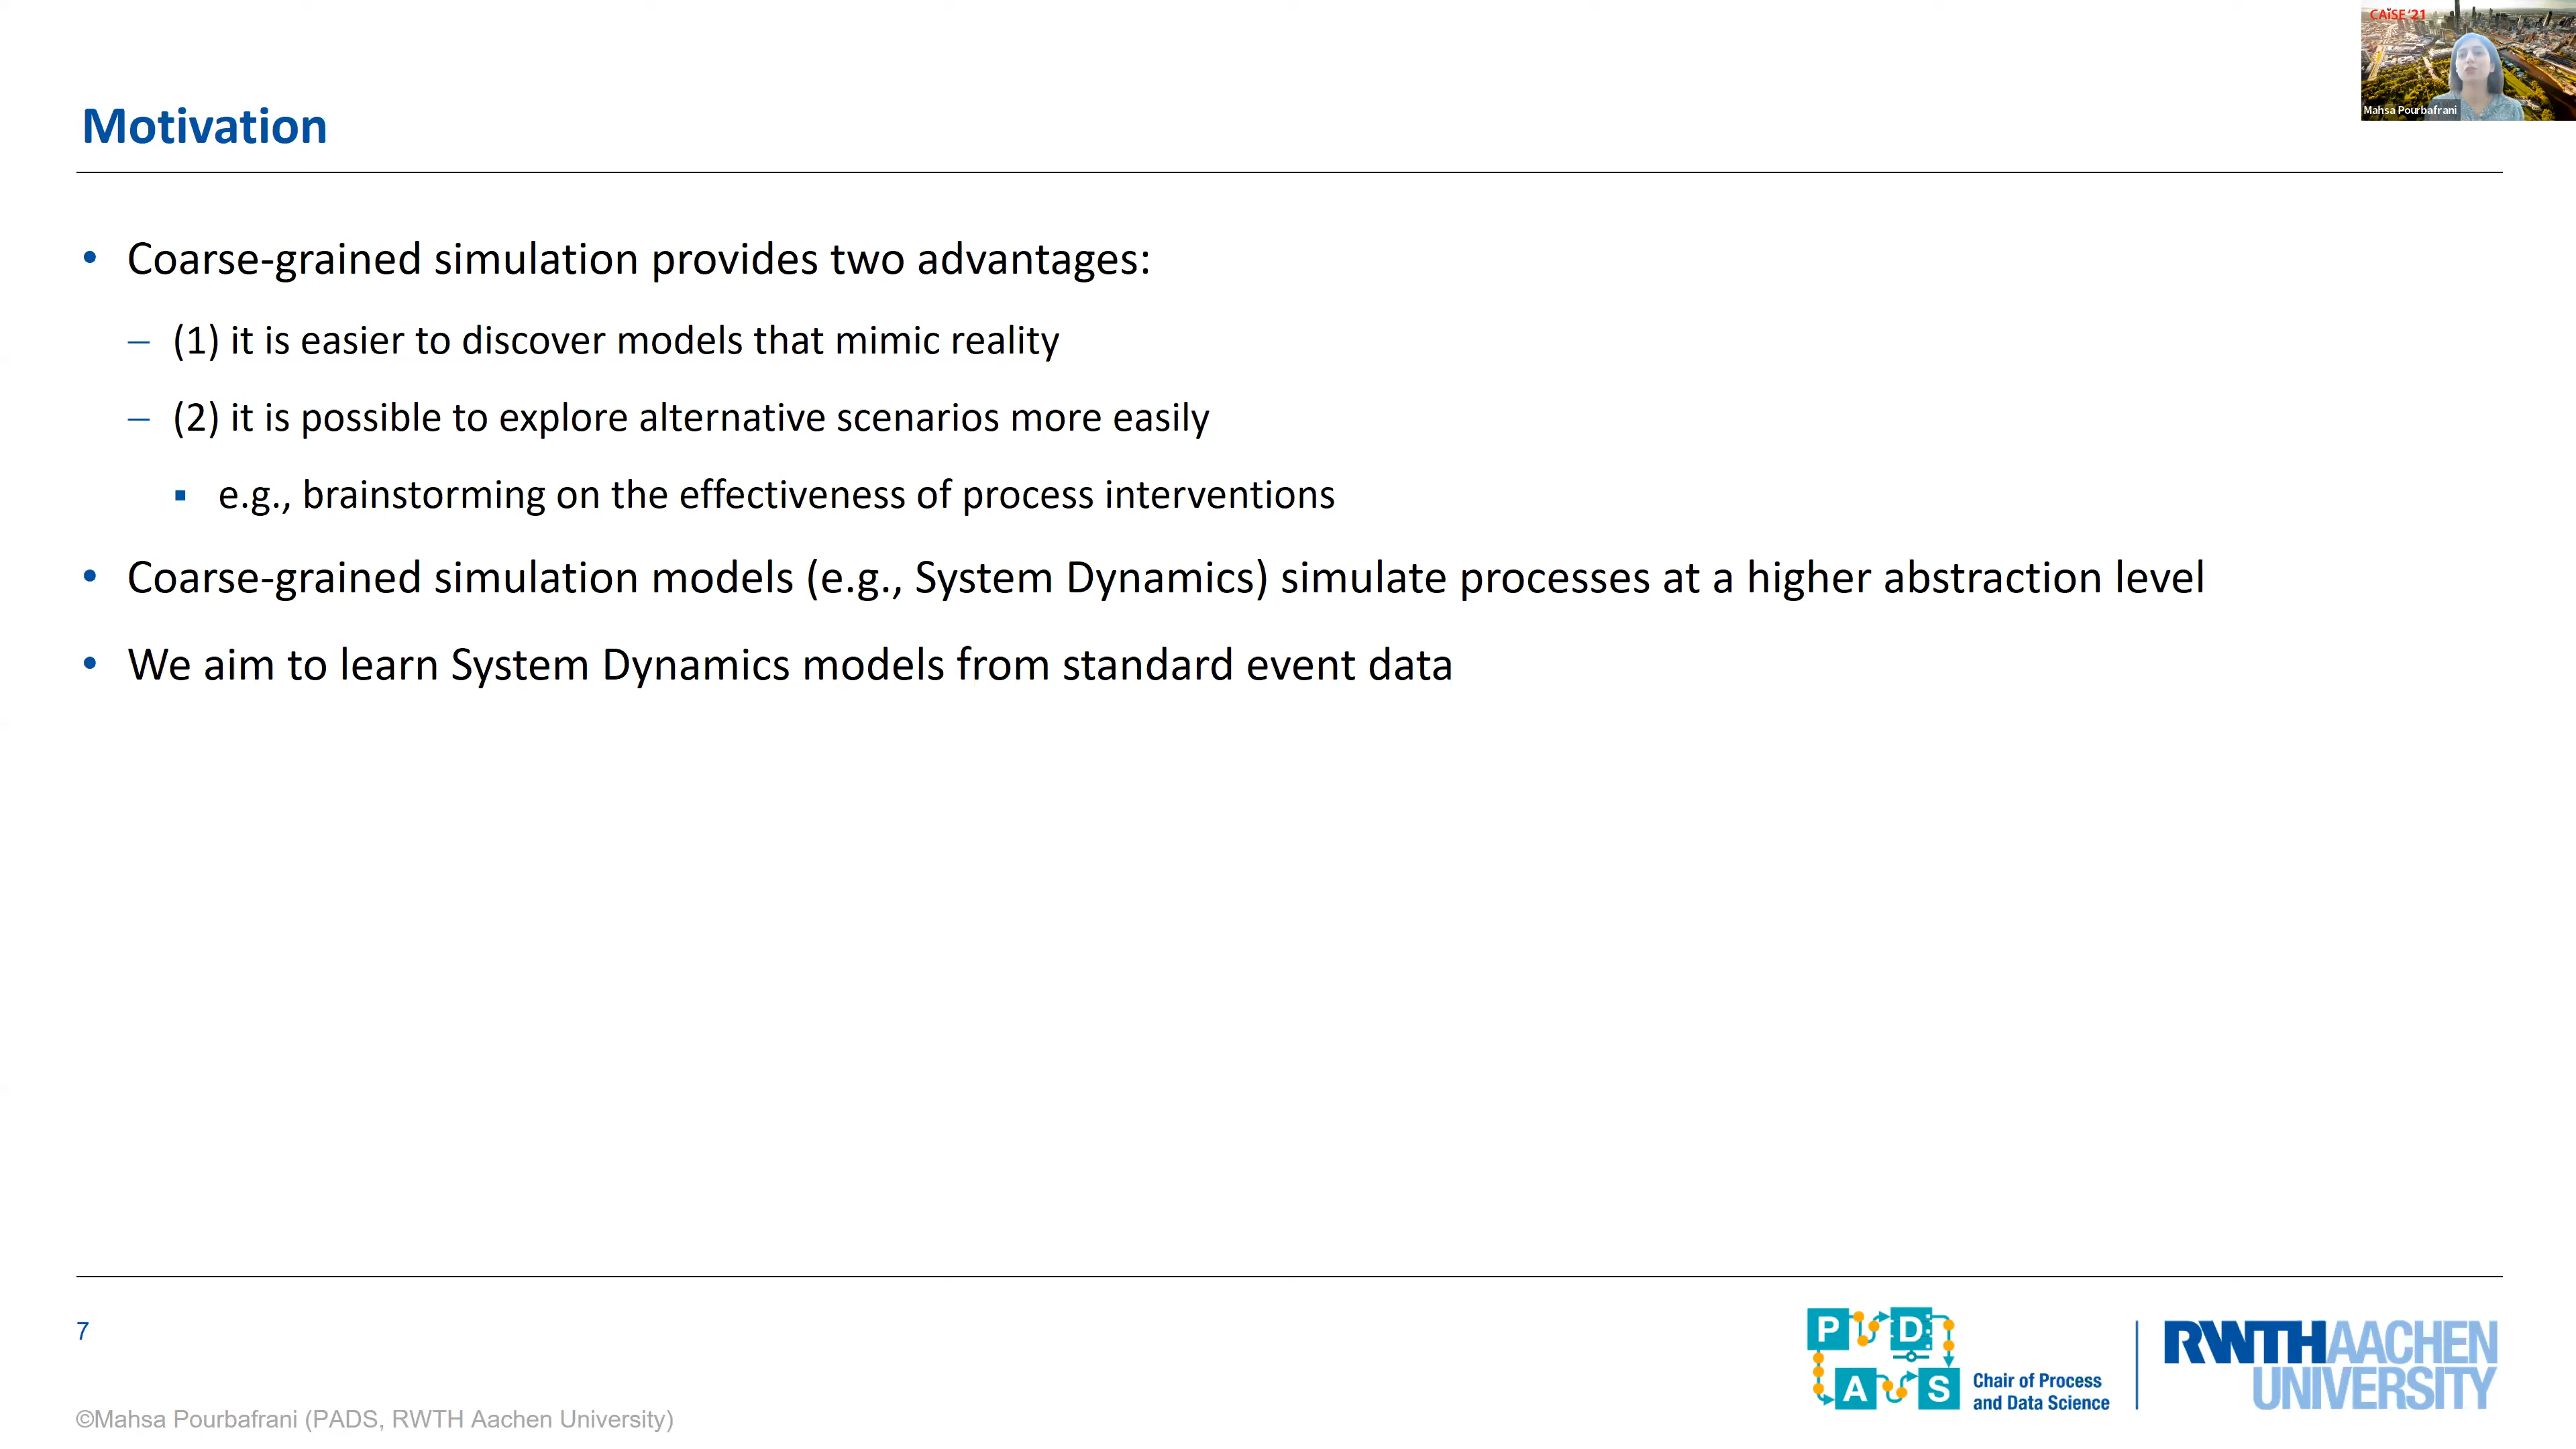 CAiSE '21
Mahsa Pourbafrani
Motivation
• Coarse-grained simulation provides two advantages:
– (1) it is easier to discover models that mimic reality
– (2) it is possible to explore alternative scenarios more easily
▪ e.g., brainstorming on the effectiveness of process interventions
• Coarse-grained simulation models (e.g., System Dynamics) simulate processes at a higher abstraction level
• We aim to learn System Dynamics models from standard event data
7
P D
A S
Chair of Process
and Data Science
RWTHAACHEN
UNIVERSITY
©Mahsa Pourbafrani (PADS, RWTH Aachen University)